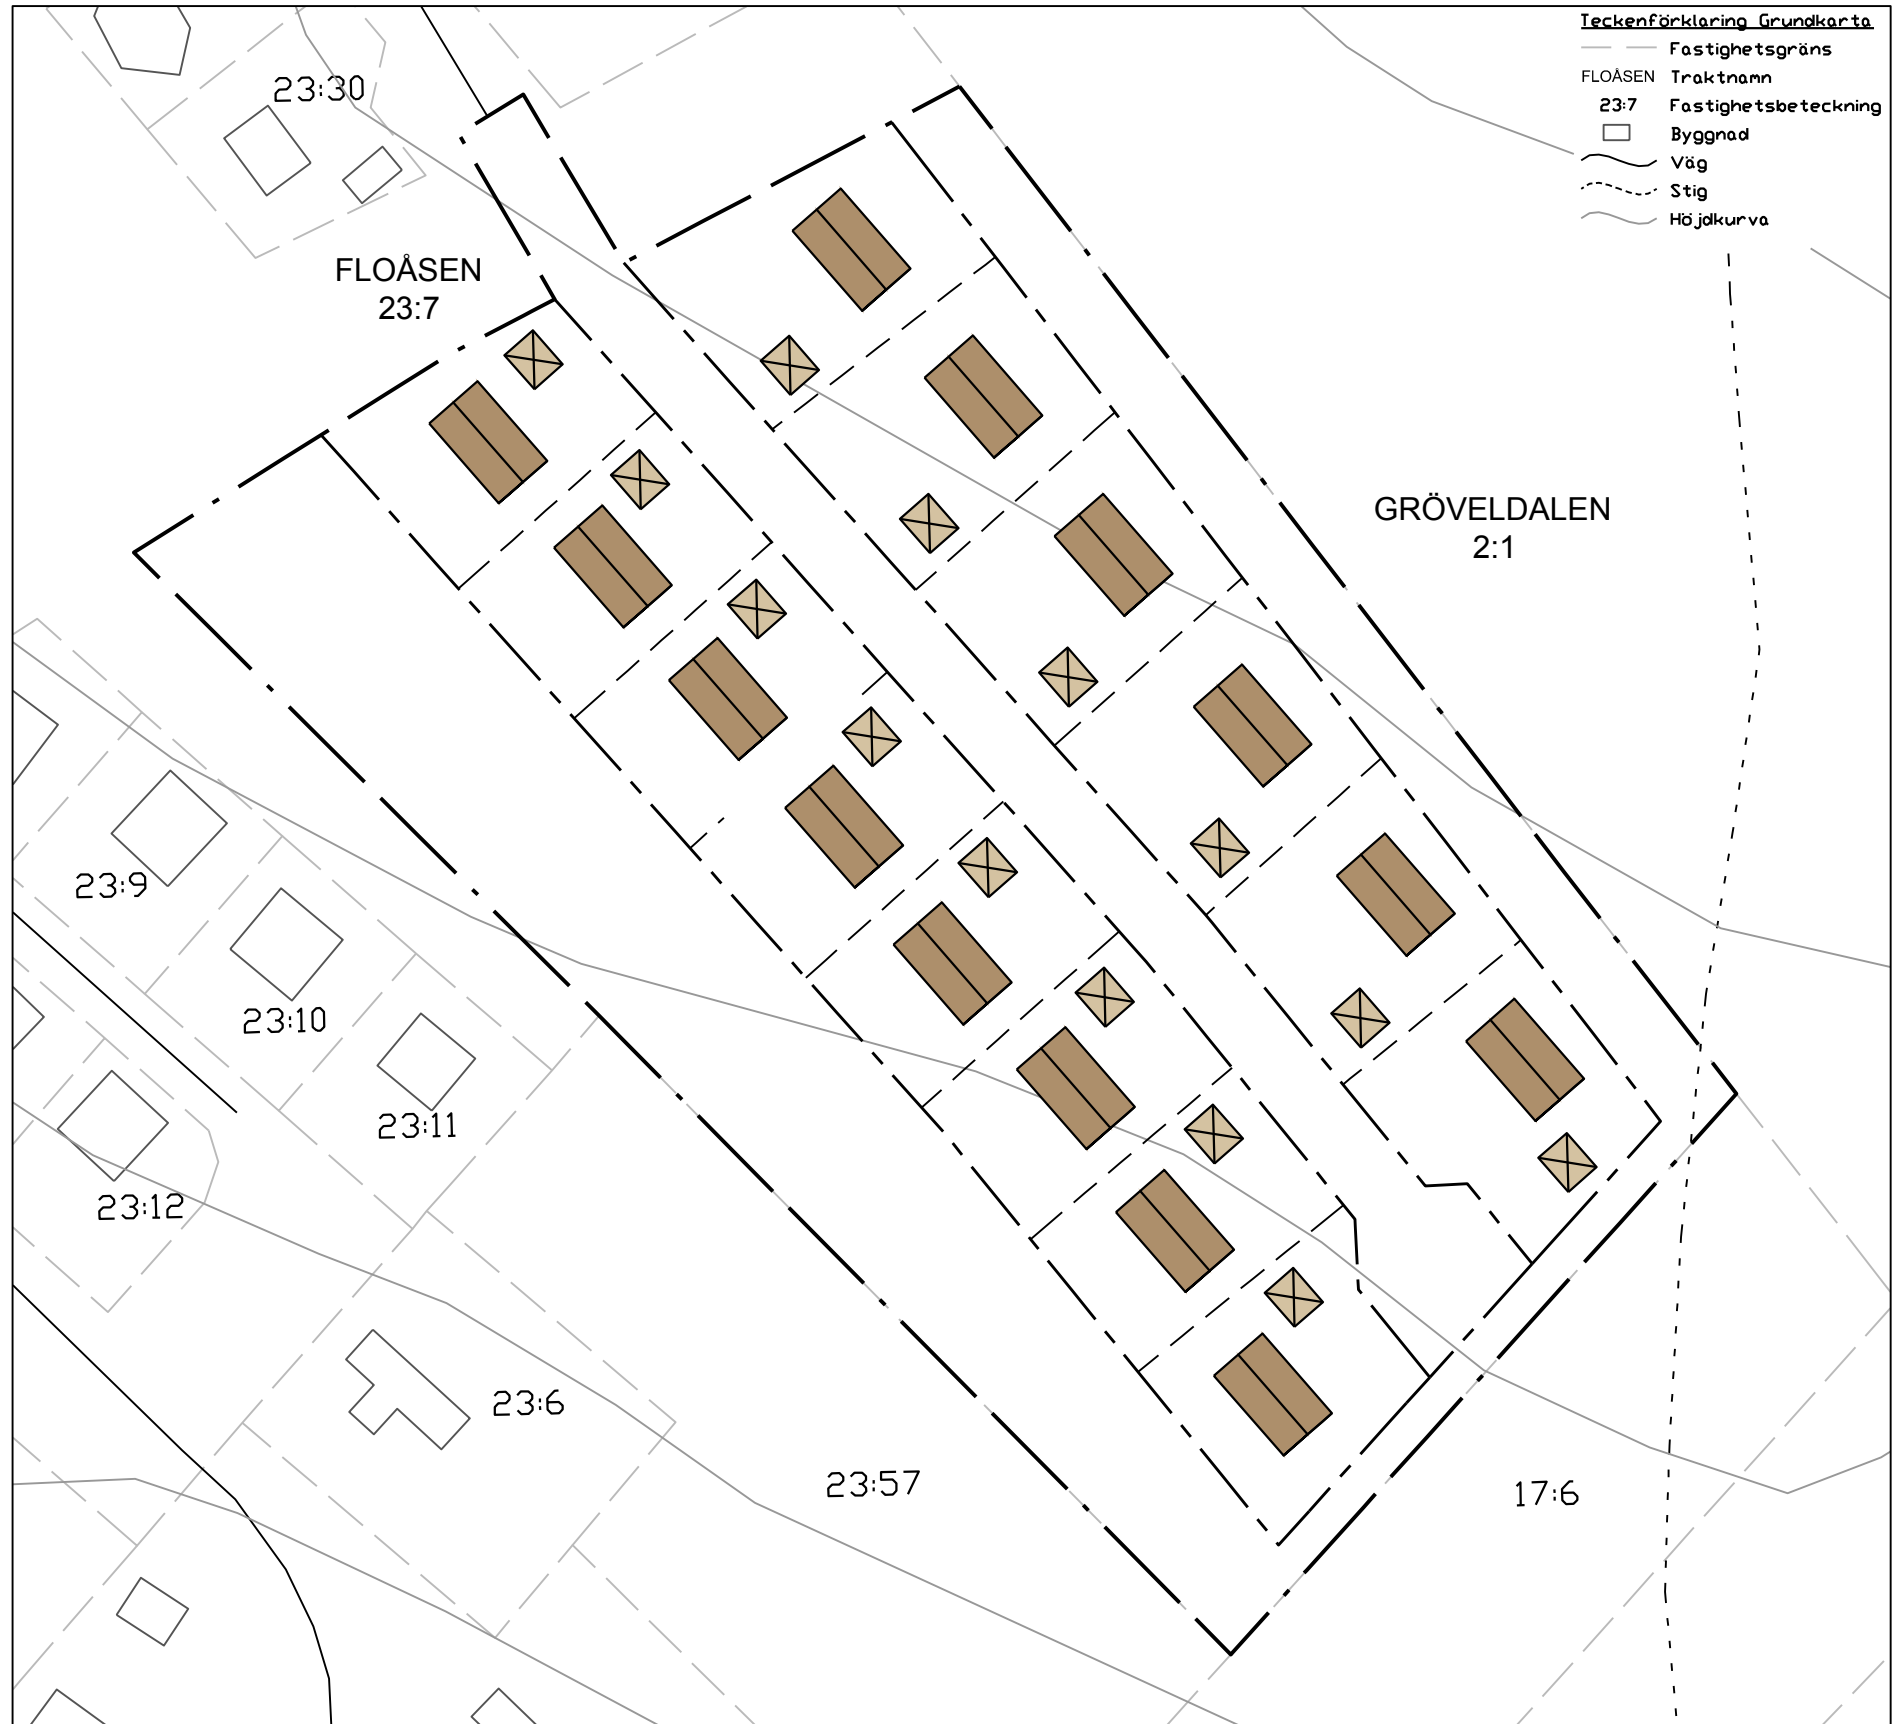 Teckenförklaring Grundkarta
Fastighetsgräns
FLOÅSEN Traktnamn
23:7 Fastighetsbeteckning
Byggnad
Väg
Stig
Höjdkurva
23:30
FLOÅSEN
23:7
GRÖVELDALEN
2:1
23:9
23:10
23:11
23:12
23:6
23:57
17:6